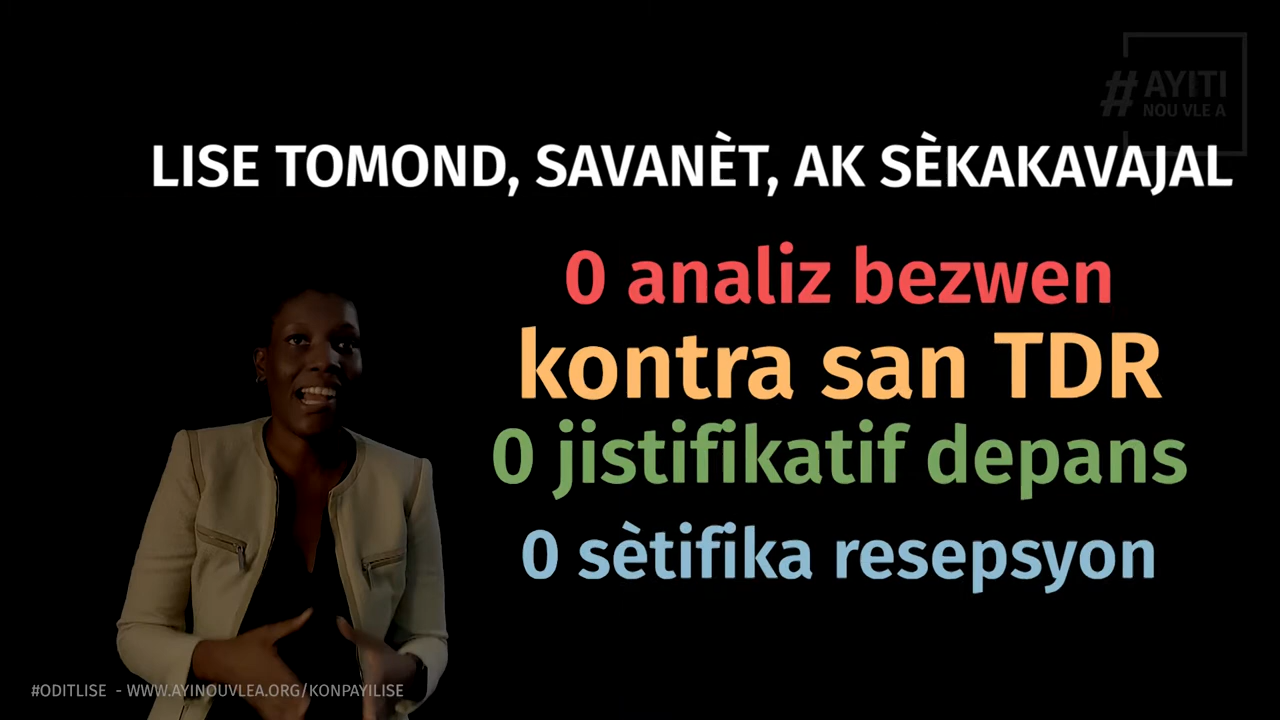 #AYITI
NOU VLE A
LISE TOMOND, SAVANÈT, AK SÈKAKAVAJAL
0 analiz bezwen
kontra san TDR
0 jistifikatif depans
0 sètifika resepsyon
#ODITLISE - WWW.AYINOUVLEA.ORG/KONPAYILISE